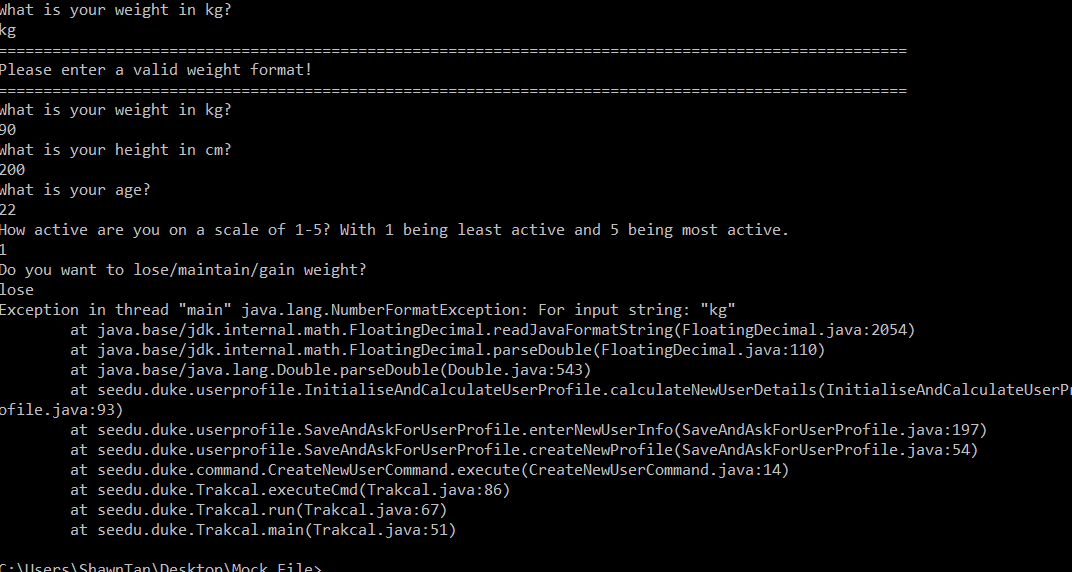 What is your weight in kg?
kg
=====================================================================================================
Please enter a valid weight format!
=====================================================================================================
What is your weight in kg?
90
What is your height in cm?
200
What is your age?
22
How active are you on a scale of 1-5? With 1 being least active and 5 being most active.
1
Do you want to lose/maintain/gain weight?
lose
Exception in thread "main" java.lang.NumberFormatException: For input string: "kg"
at java.base/jdk.internal.math.FloatingDecimal.readJavaFormatString(FloatingDecimal.java:2054)
at java.base/jdk.internal.math.FloatingDecimal.parseDouble(FloatingDecimal.java:110)
at java.base/java.lang.Double.parseDouble(Double.java:543)
at seedu.duke.userprofile.InitialiseAndCalculateUserProfile.calculateNewUserDetails(InitialiseAndCalculateUserPr
ofile.java:93)
at seedu.duke.userprofile.SaveAndAskForUserProfile.enterNewUserInfo(SaveAndAskForUserProfile.java:197)
at seedu.duke.userprofile.SaveAndAskForUserProfile.createNewProfile(SaveAndAskForUserProfile.java:54)
at seedu.duke.command.CreateNewUserCommand.execute(CreateNewUserCommand.java:14)
at seedu.duke.Trakcal.executeCmd(Trakcal.java:86)
at seedu.duke.Trakcal.run(Trakcal.java:67)
at seedu.duke.Trakcal.main(Trakcal.java:51)
C:\Users\ShawnTan\Desktop\Mock File>